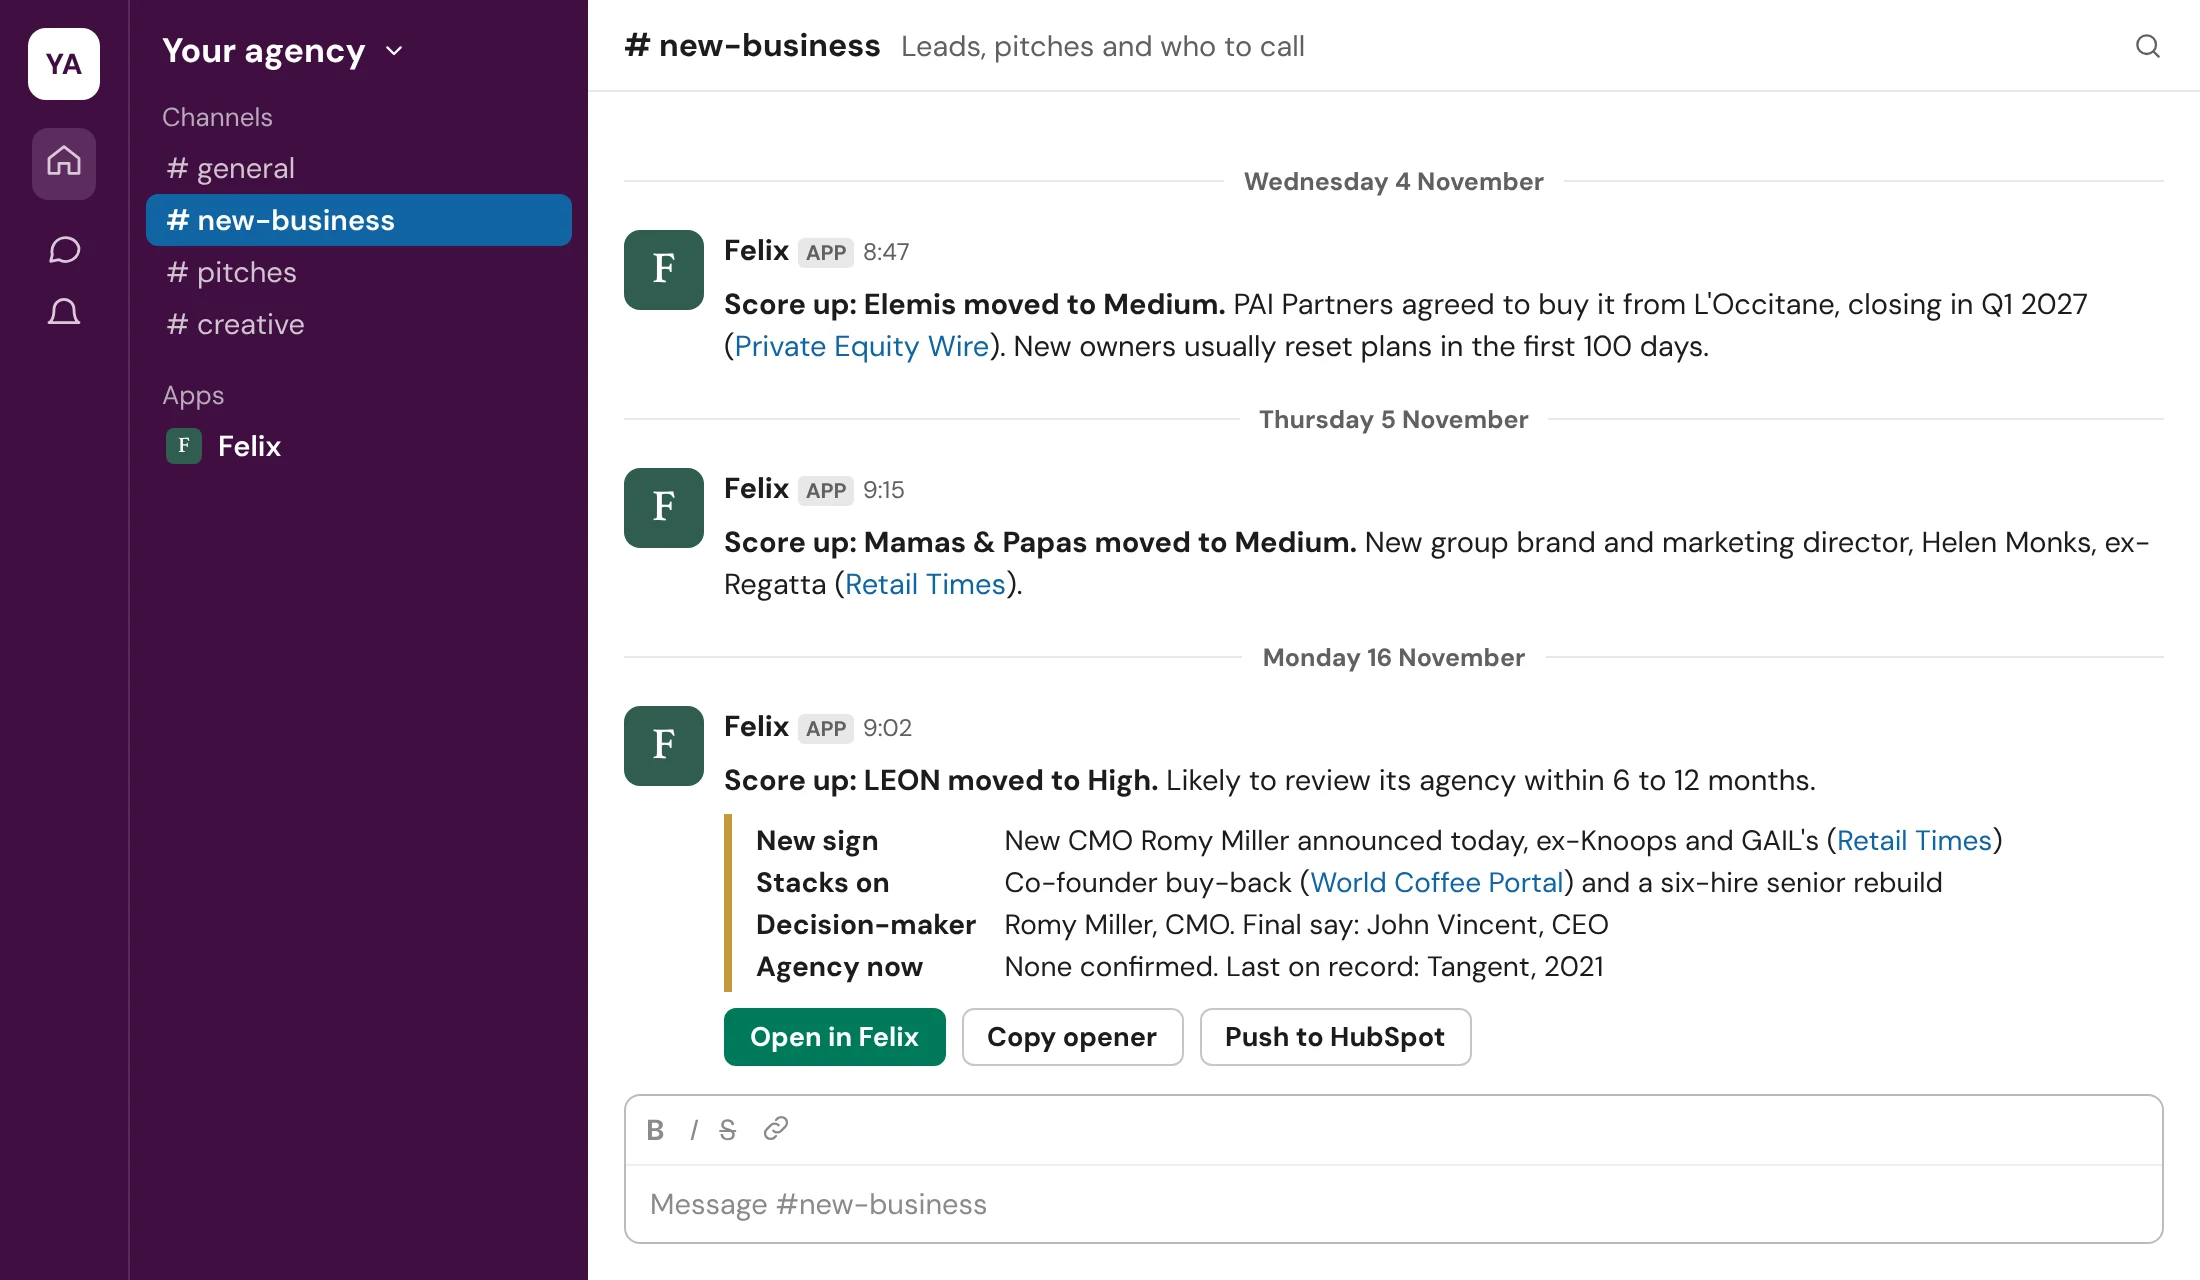 YA
Your agency
Channels
# general
# new-business
# pitches
# creative
Apps
F Felix
# new-business Leads, pitches and who to call
Wednesday 4 November
F
Felix APP 8:47
Score up: Elemis moved to Medium. PAI Partners agreed to buy it from L'Occitane, closing in Q1 2027
(Private Equity Wire). New owners usually reset plans in the first 100 days.
Thursday 5 November
F
Felix APP 9:15
Score up: Mamas & Papas moved to Medium. New group brand and marketing director, Helen Monks, ex-
Regatta (Retail Times).
Monday 16 November
F
Felix APP 9:02
Score up: LEON moved to High. Likely to review its agency within 6 to 12 months.
New sign New CMO Romy Miller announced today, ex-Knoops and GAIL's (Retail Times)
Stacks on Co-founder buy-back (World Coffee Portal) and a six-hire senior rebuild
Decision-maker Romy Miller, CMO. Final say: John Vincent, CEO
Agency now None confirmed. Last on record: Tangent, 2021
Open in Felix Copy opener Push to HubSpot
B I S
Message #new-business